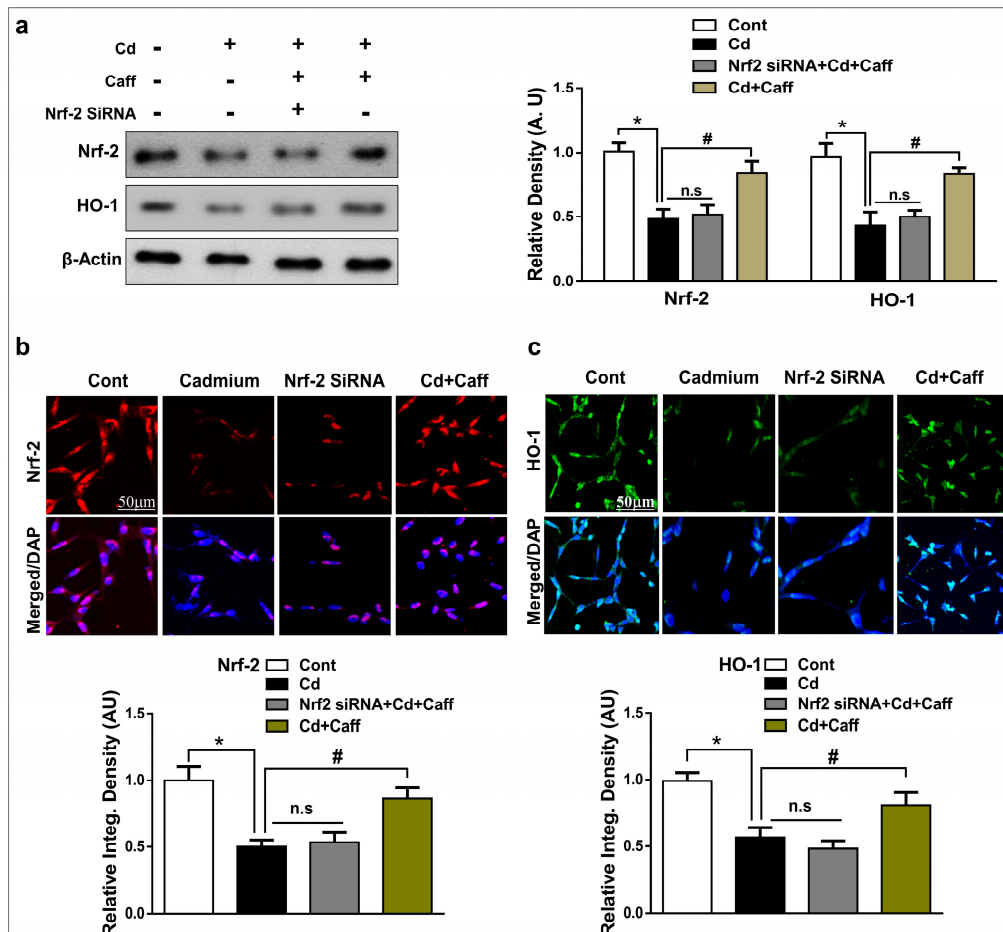 a
Cd - + + +
Caff - - + +
Nrf-2 SiRNA - - + -
Nrf-2
HO-1
β-Actin
Cont
Cd
Nrf2 siRNA+Cd+Caff
Cd+Caff
Relative Density (A. U)
1.5
1.0
0.5
0.0
*
#
n.s
*
#
n.s
Nrf-2
HO-1
b
Cont Cadmium Nrf-2 SiRNA Cd+Caff
Nrf-2
50µm
Merged/DAP
Nrf-2
Cont
Cd
Nrf2 siRNA+Cd+Caff
Cd+Caff
Relative Integ. Density (AU)
1.5
1.0
0.5
0.0
*
#
n.s
c
Cont Cadmium Nrf-2 SiRNA Cd+Caff
HO-1
50µm
Merged/DAP
HO-1
Cont
Cd
Nrf2 siRNA+Cd+Caff
Cd+Caff
Relative Integ. Density (AU)
1.5
1.0
0.5
0.0
*
#
n.s